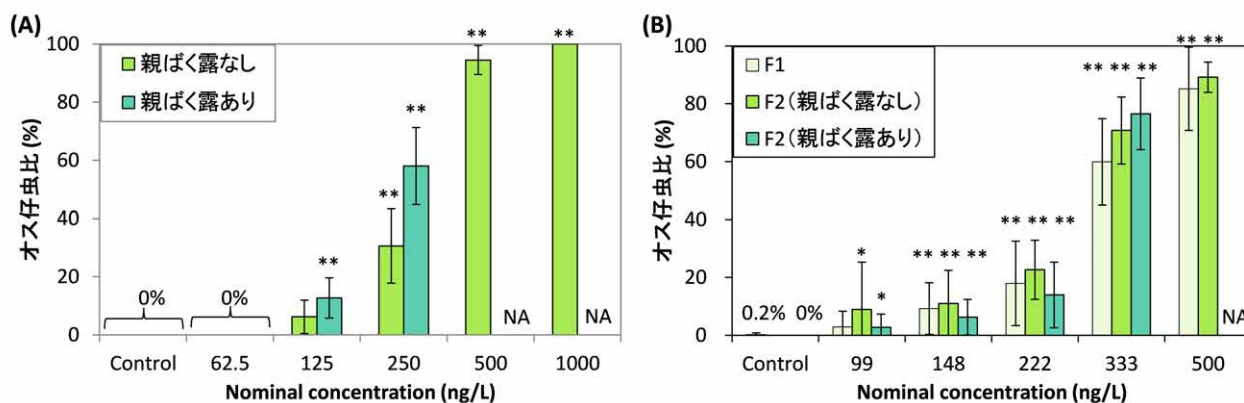 (A)
オス仔虫比 (%)
100
80
60
40
20
0
親ばく露なし
親ばく露あり
0%
0%
**
**
**
**
**
NA
NA
Control 62.5 125 250 500 1000
Nominal concentration (ng/L)
(B)
オス仔虫比 (%)
100
80
60
40
20
0
F1
F2(親ばく露なし)
F2(親ばく露あり)
0.2% 0%
*
*
** ** **
** ** **
** ** **
** **
NA
Control 99 148 222 333 500
Nominal concentration (ng/L)